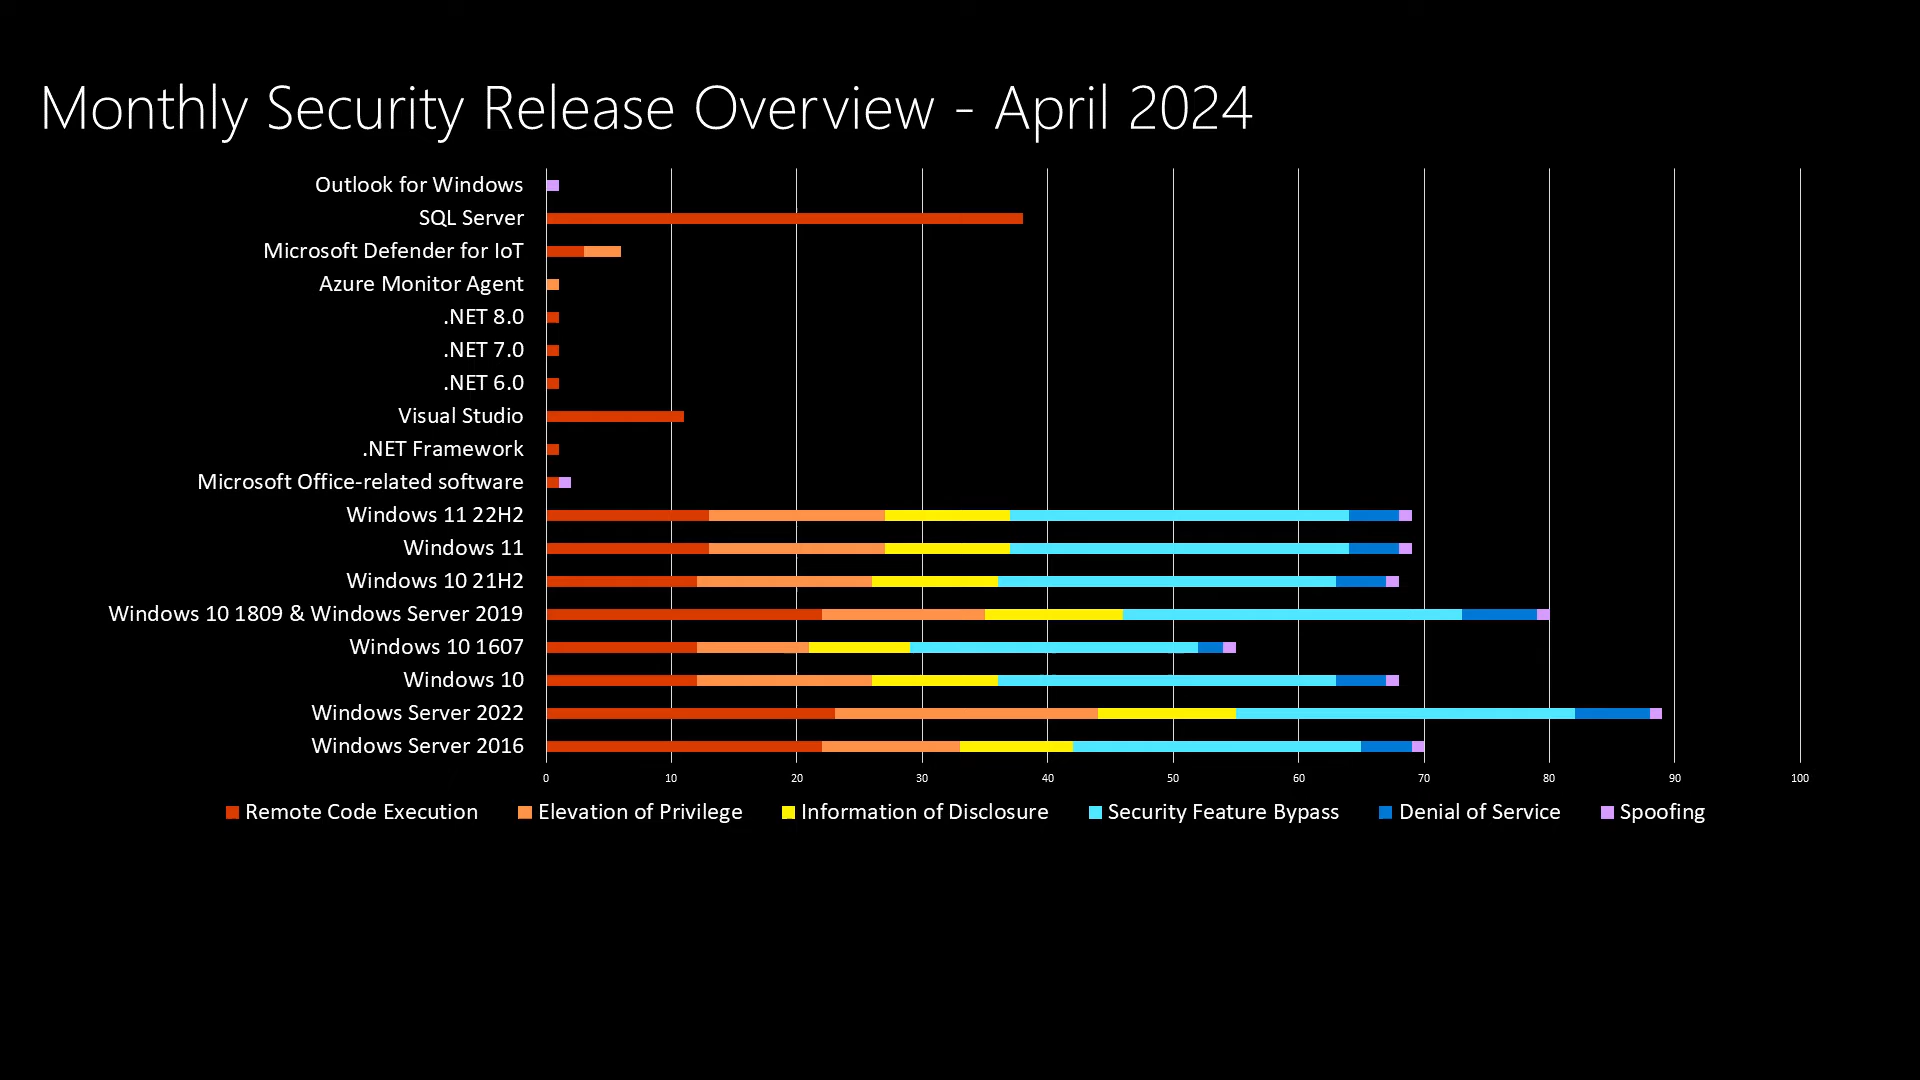 Monthly Security Release Overview - April 2024
Outlook for Windows
SQL Server
Microsoft Defender for IoT
Azure Monitor Agent
.NET 8.0
.NET 7.0
.NET 6.0
Visual Studio
.NET Framework
Microsoft Office-related software
Windows 11 22H2
Windows 11
Windows 10 21H2
Windows 10 1809 & Windows Server 2019
Windows 10 1607
Windows 10
Windows Server 2022
Windows Server 2016
0 10 20 30 40 50 60 70 80 90 100
Remote Code Execution Elevation of Privilege Information of Disclosure Security Feature Bypass Denial of Service Spoofing